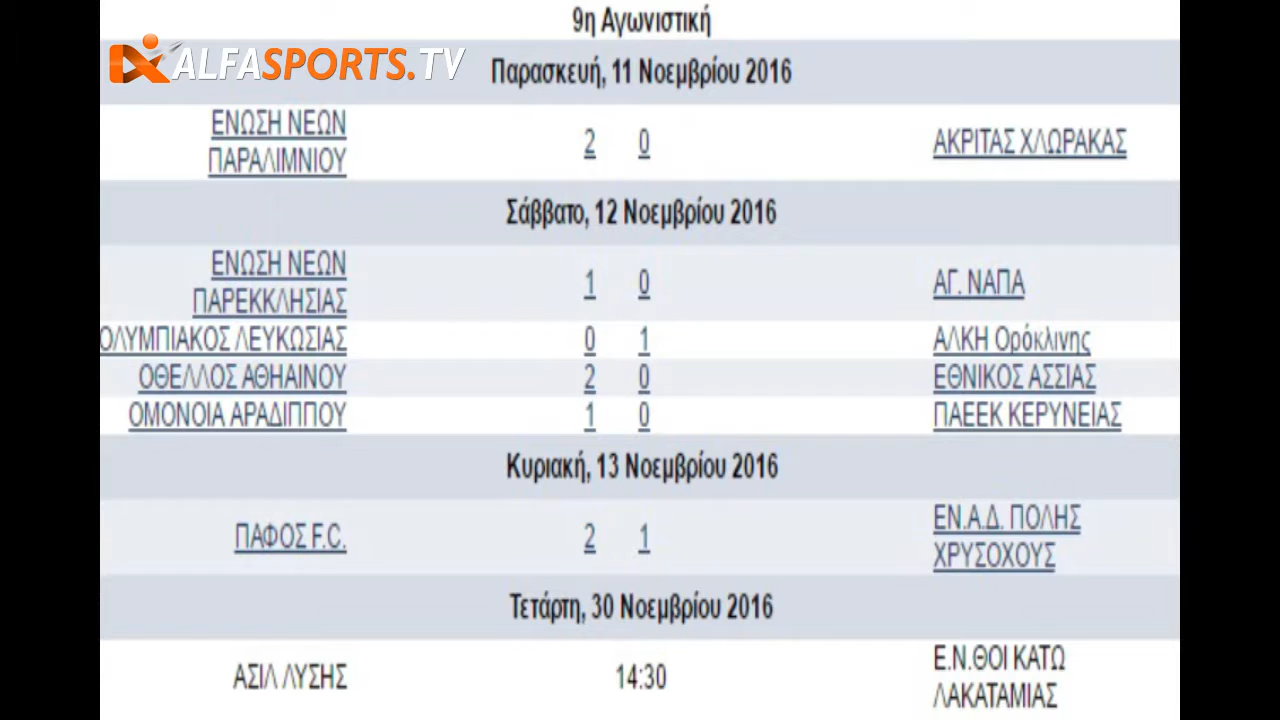 9η Αγωνιστική
ALFASPORTS.TV
Παρασκευή, 11 Νοεμβρίου 2016
ΕΝΩΣΗ ΝΕΩΝ
ΠΑΡΑΛΙΜΝΙΟΥ
2 0
ΑΚΡΙΤΑΣ ΧΛΩΡΑΚΑΣ
Σάββατο, 12 Νοεμβρίου 2016
ΕΝΩΣΗ ΝΕΩΝ
ΠΑΡΕΚΚΛΗΣΙΑΣ
1 0
ΑΓ. ΝΑΠΑ
ΟΛΥΜΠΙΑΚΟΣ ΛΕΥΚΩΣΙΑΣ 0 1 ΑΛΚΗ Ορόκλινης
ΟΘΕΛΛΟΣ ΑΘΗΑΙΝΟΥ 2 0 ΕΘΝΙΚΟΣ ΑΣΣΙΑΣ
ΟΜΟΝΟΙΑ ΑΡΑΔΙΠΠΟΥ 1 0 ΠΑΕΕΚ ΚΕΡΥΝΕΙΑΣ
Κυριακή, 13 Νοεμβρίου 2016
ΠΑΦΟΣ F.C. 2 1
ΕΝ.Α.Δ. ΠΟΛΗΣ
ΧΡΥΣΟΧΟΥΣ
Τετάρτη, 30 Νοεμβρίου 2016
ΑΣΙΛ ΛΥΣΗΣ 14:30
Ε.Ν.ΘΟΙ ΚΑΤΩ
ΛΑΚΑΤΑΜΙΑΣ